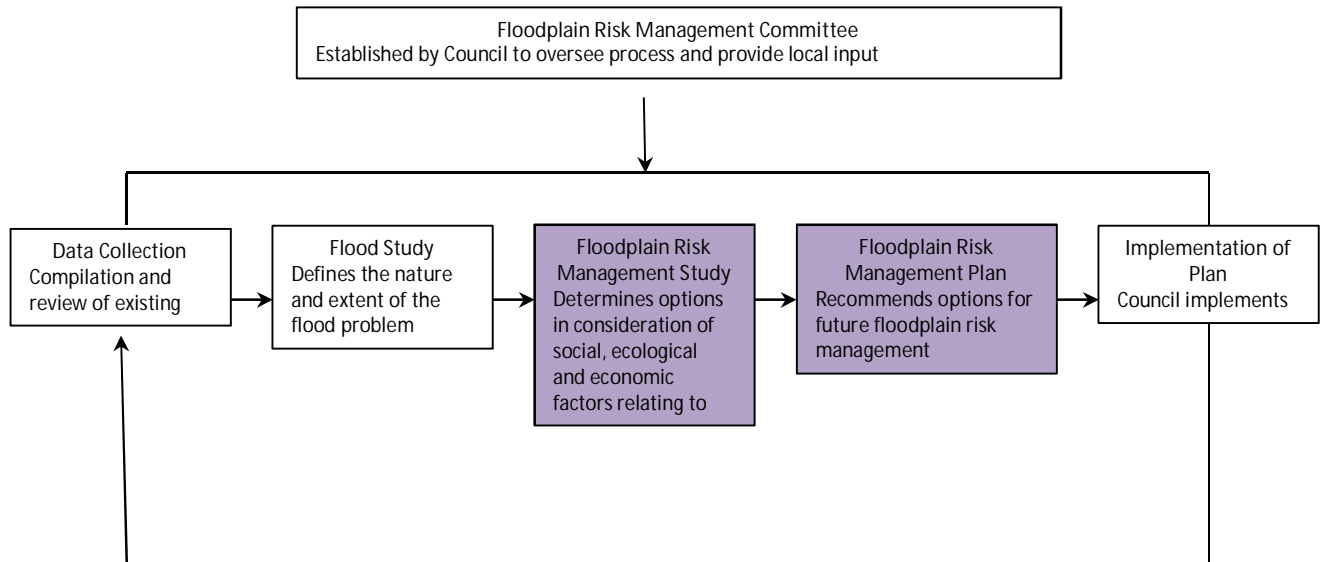 Floodplain Risk Management Committee
Established by Council to oversee process and provide local input
Data Collection
Compilation and
review of existing
Flood Study
Defines the nature
and extent of the
flood problem
Floodplain Risk
Management Study
Determines options
in consideration of
social, ecological
and economic
factors relating to
Floodplain Risk
Management Plan
Recommends options for
future floodplain risk
management
Implementation of
Plan
Council implements